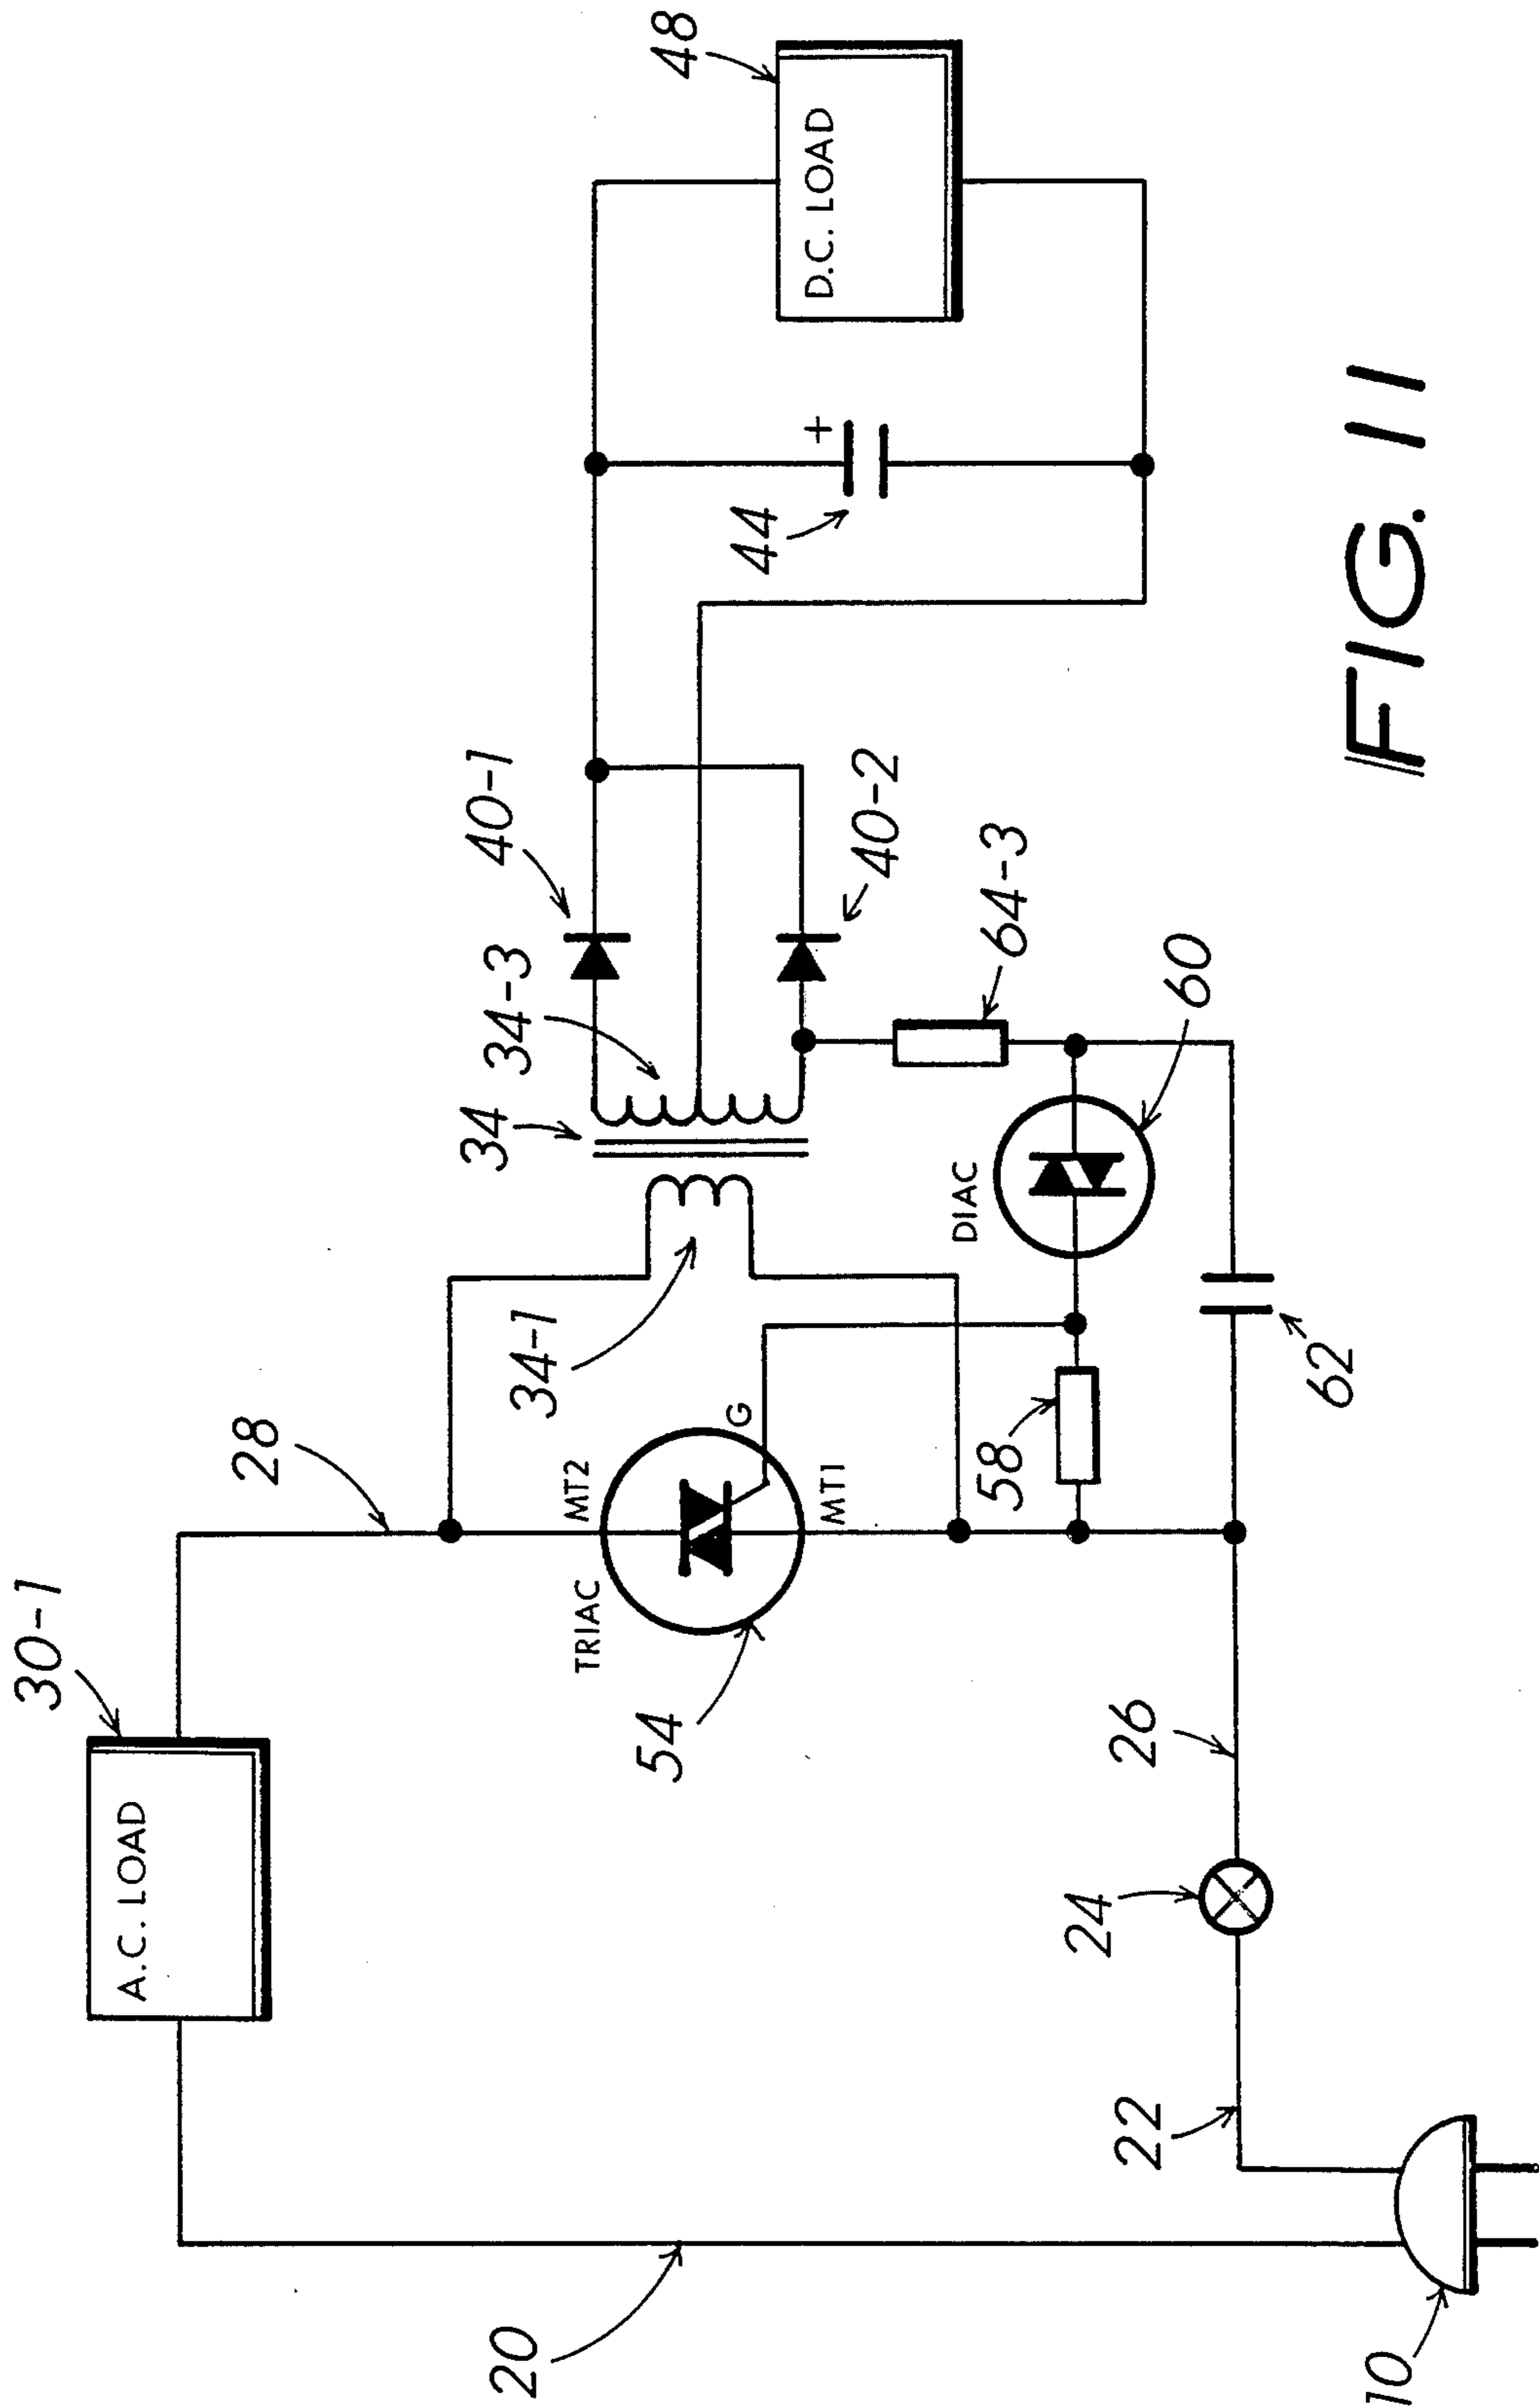 30-1
A.C. LOAD
28
48
D.C. LOAD
40-1
34-3
34
34-1
44
+
TRIAC
MT2
G
MT1
54
40-2
DIAC
64-3
58
60
62
20
22
24
26
10
FIG. 11